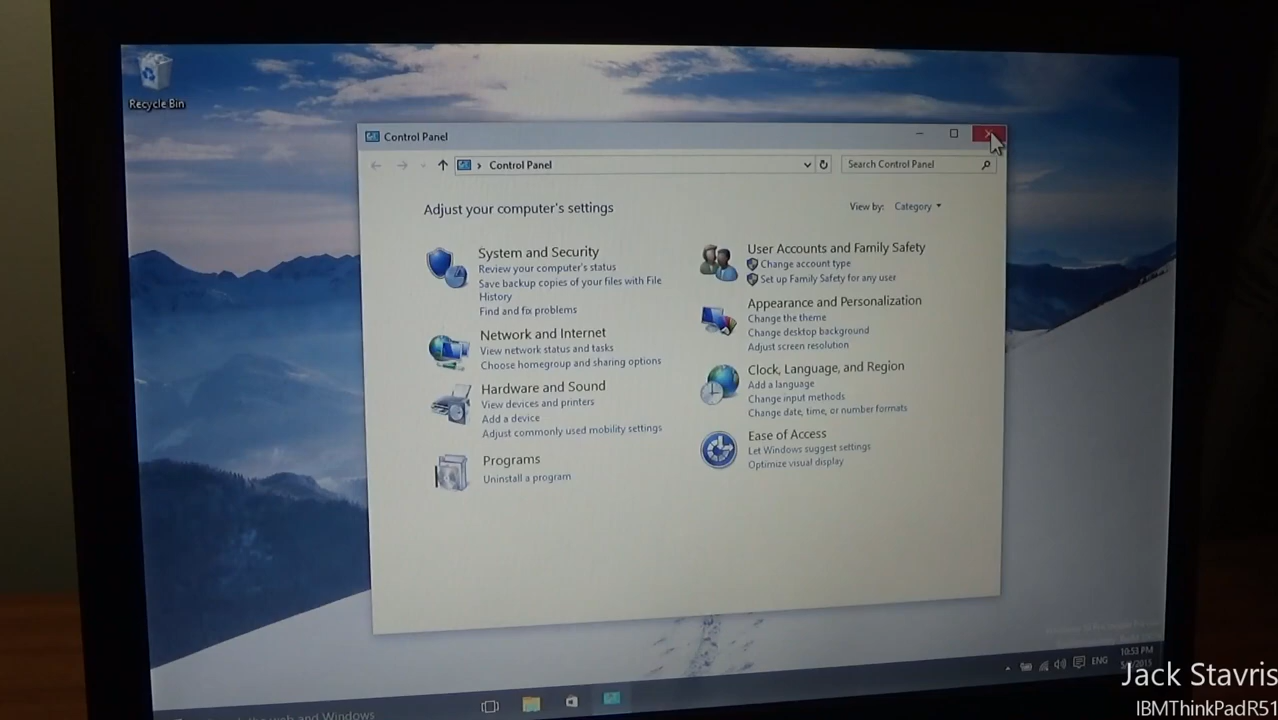 Recycle Bin
Control Panel
Control Panel
Search Control Panel
Adjust your computer's settings
View by: Category
System and Security
Review your computer's status
Save backup copies of your files with File
History
Find and fix problems
Network and Internet
View network status and tasks
Choose homegroup and sharing options
Hardware and Sound
View devices and printers
Add a device
Adjust commonly used mobility settings
Programs
Uninstall a program
User Accounts and Family Safety
Change account type
Set up Family Safety for any user
Appearance and Personalization
Change the theme
Change desktop background
Adjust screen resolution
Clock, Language, and Region
Add a language
Change input methods
Change date, time, or number formats
Ease of Access
Let Windows suggest settings
Optimize visual display
ENG
10:53 PM
web and Windows
Jack Stavris
IBMThinkPadR51